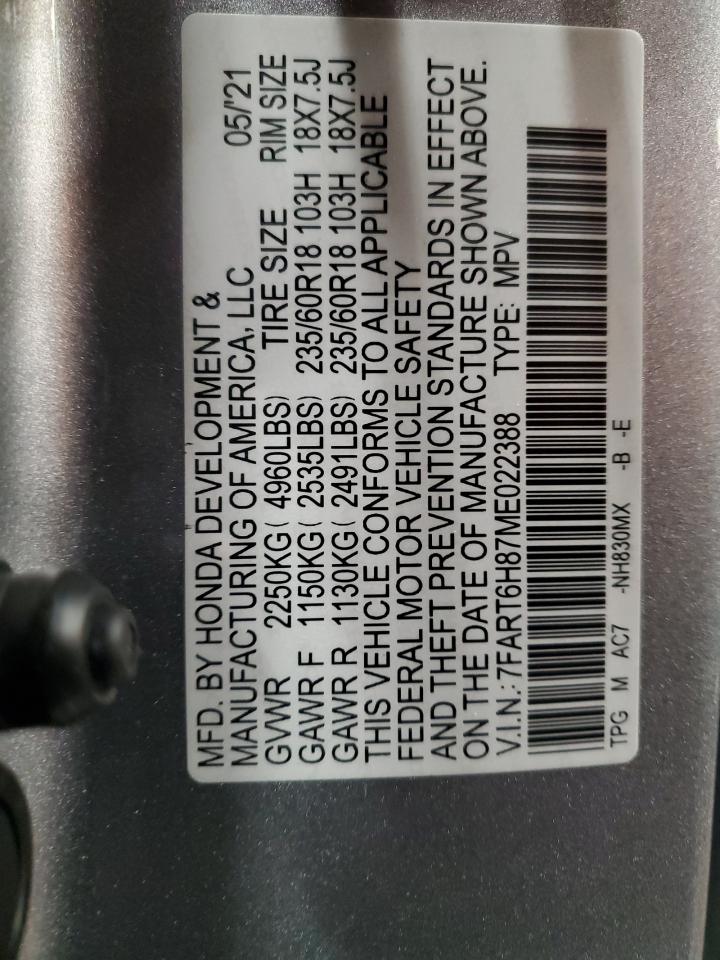 MFD. BY HONDA DEVELOPMENT &
MANUFACTURING OF AMERICA, LLC 05/'21
GVWR 2250KG( 4960LBS) TIRE SIZE RIM SIZE
GAWR F 1150KG( 2535LBS) 235/60R18 103H 18X7.5J
GAWR R 1130KG( 2491LBS) 235/60R18 103H 18X7.5J
THIS VEHICLE CONFORMS TO ALL APPLICABLE
FEDERAL MOTOR VEHICLE SAFETY
AND THEFT PREVENTION STANDARDS IN EFFECT
ON THE DATE OF MANUFACTURE SHOWN ABOVE.
V.I.N.: 7FART6H87ME022388 TYPE: MPV
TPG M AC7 -NH830MX -B -E